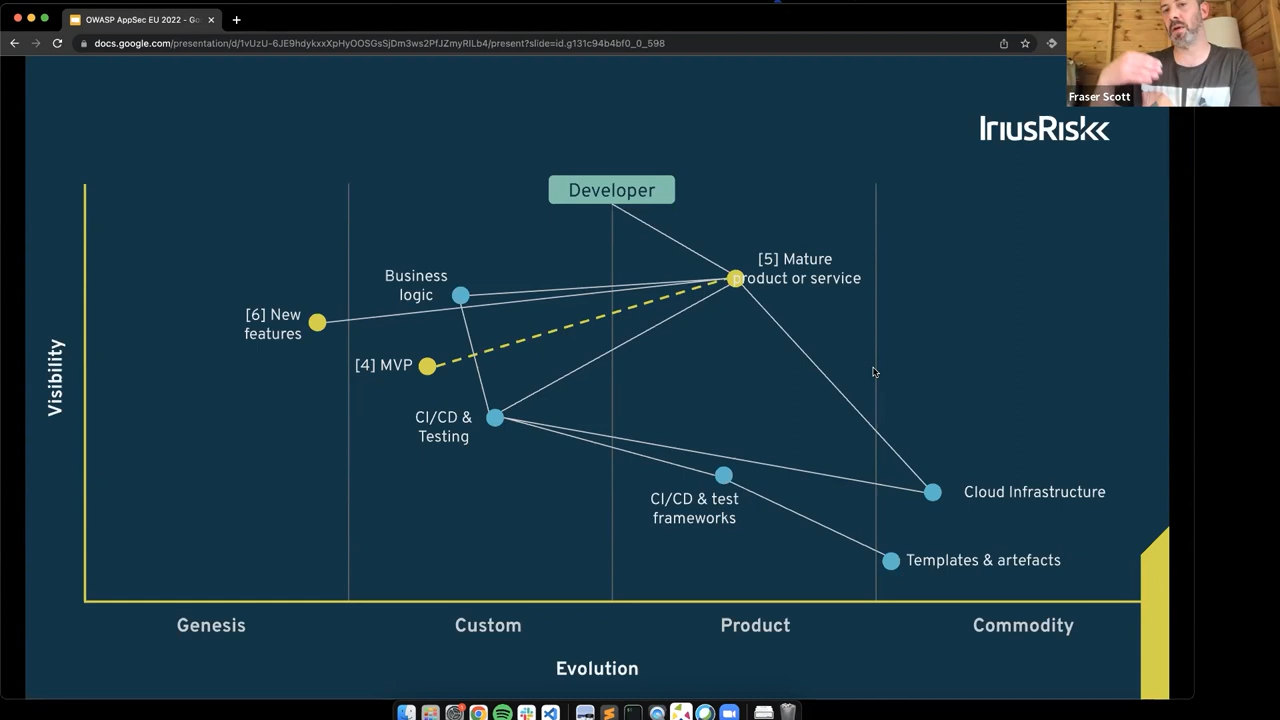 OWASP AppSec EU 2022 - Go
docs.google.com/presentation/d/1vUzU-6JE9hdykxxXpHyOOSGsSjDm3ws2PfJZmyRILb4/present?slide=id.g131c94b4bf0_0_598
Fraser Scott
IriusRisk
Developer
[5] Mature
product or service
Business
logic
[6] New
features
[4] MVP
CI/CD &
Testing
CI/CD & test
frameworks
Cloud Infrastructure
Templates & artefacts
Visibility
Genesis
Custom
Product
Commodity
Evolution